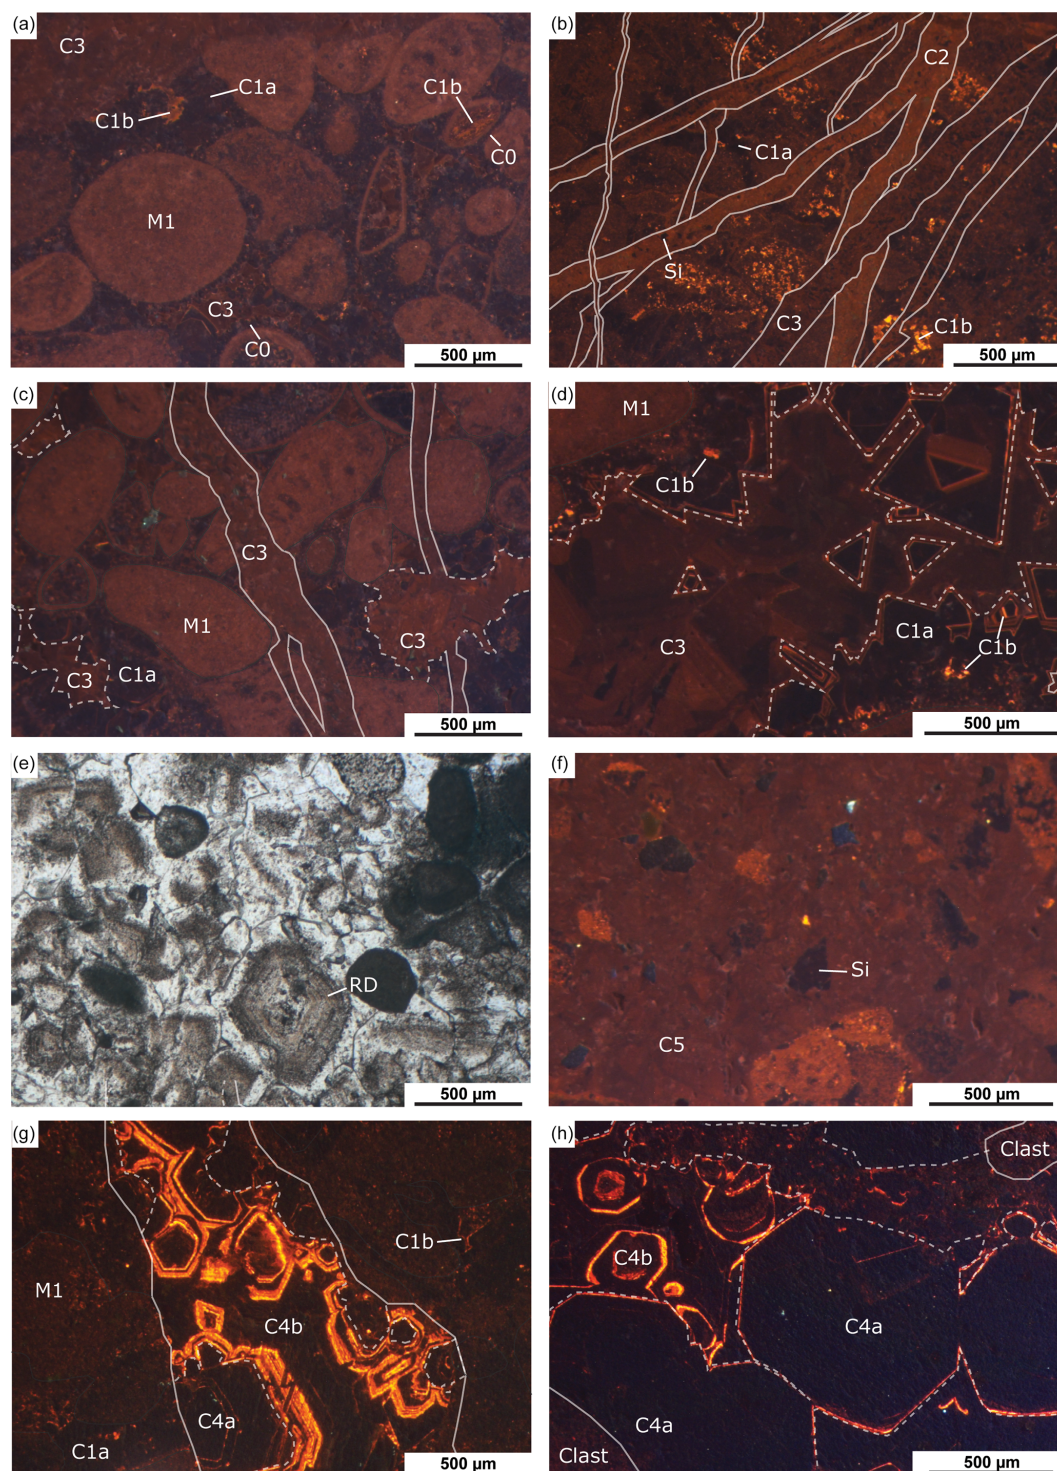 (a)
C3
C1a
C1b
C1b
C0
M1
C3
C0
500 µm
(b)
C2
C1a
Si
C3
C1b
500 µm
(c)
C3
M1
C3
C3
C1a
500 µm
(d)
M1
C1b
C1a
C3
C1b
500 µm
(e)
RD
500 µm
(f)
Si
C5
500 µm
(g)
C1b
M1
C4b
C4a
C1a
500 µm
(h)
Clast
C4b
C4a
C4a
Clast
500 µm